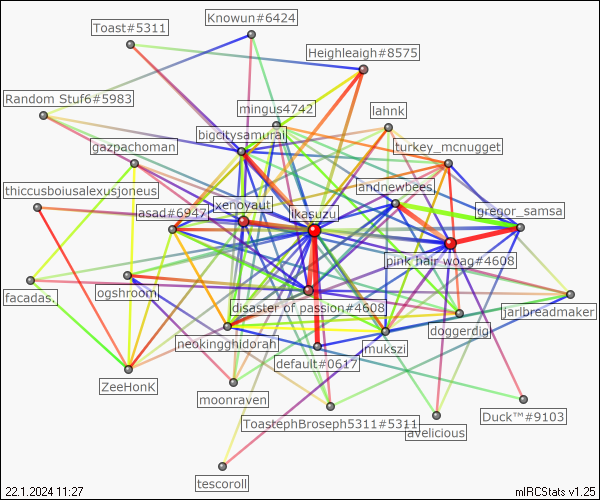 Knowun#6424
Toast#5311
Heighleaigh#8575
Random Stuf6#5983
mingus4742
lahnk
bigcitysamurai
gazpachoman
turkey_mcnugget
thiccusboiusalexusjoneus
andnewbees
xenoyaut
ikasuzu
asad#6947
gregor_samsa
pink hair woag#4608
facadas.
ogshroom
disaster of passion#4608
jarlbreadmaker
doggerdigl
neokingghidorah
mukszi
default#0617
ZeeHonK
moonraven
ToastephBroseph5311#5311
Duck™#9103
avelicious
tescoroll
22.1.2024 11:27
mIRCStats v1.25